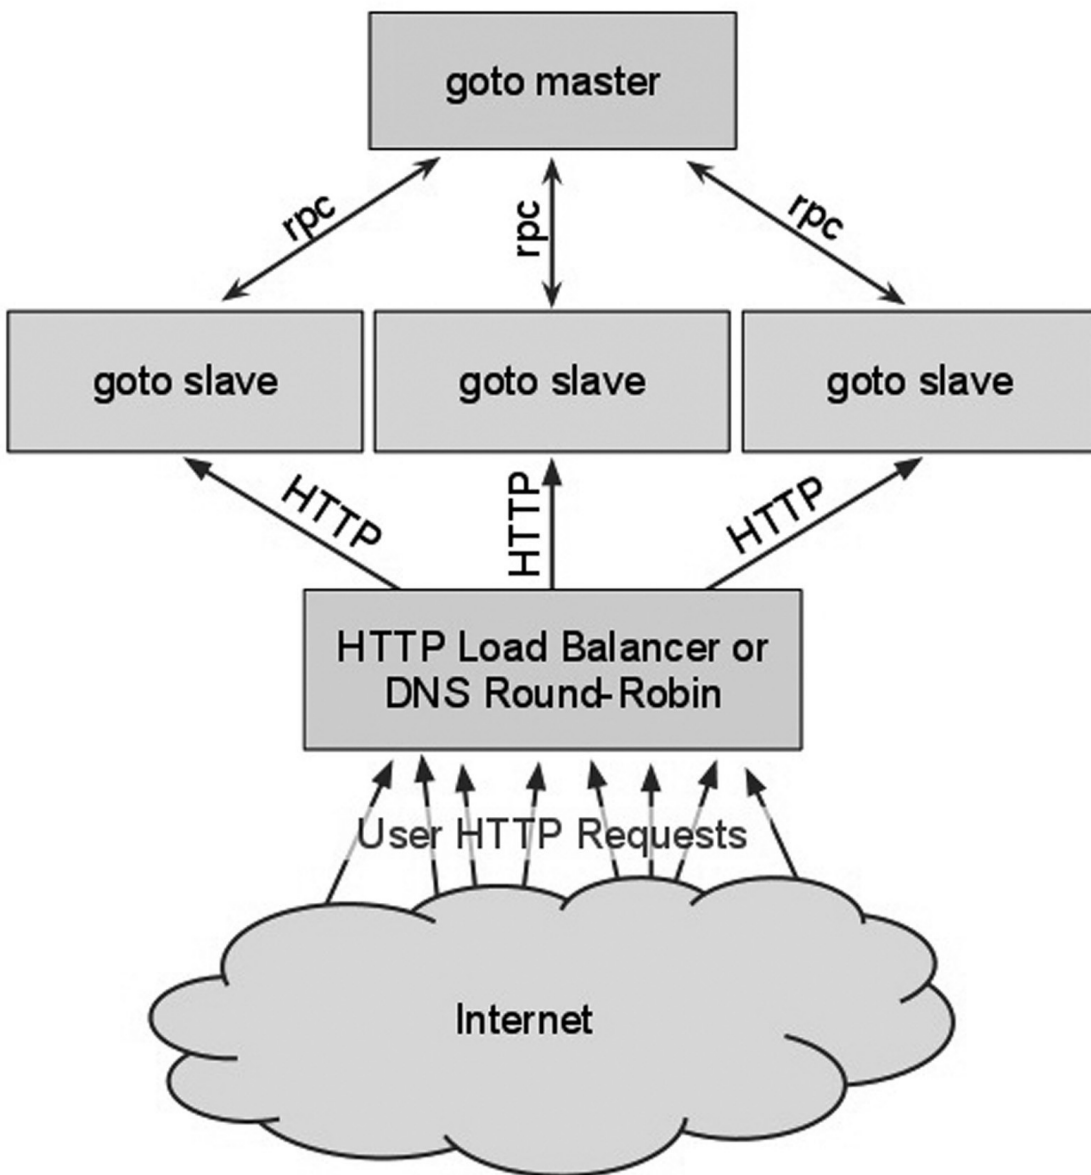 goto master
rpc
rpc
rpc
goto slave
goto slave
goto slave
HTTP
HTTP
HTTP
HTTP Load Balancer or
DNS Round-Robin
User HTTP Requests
Internet